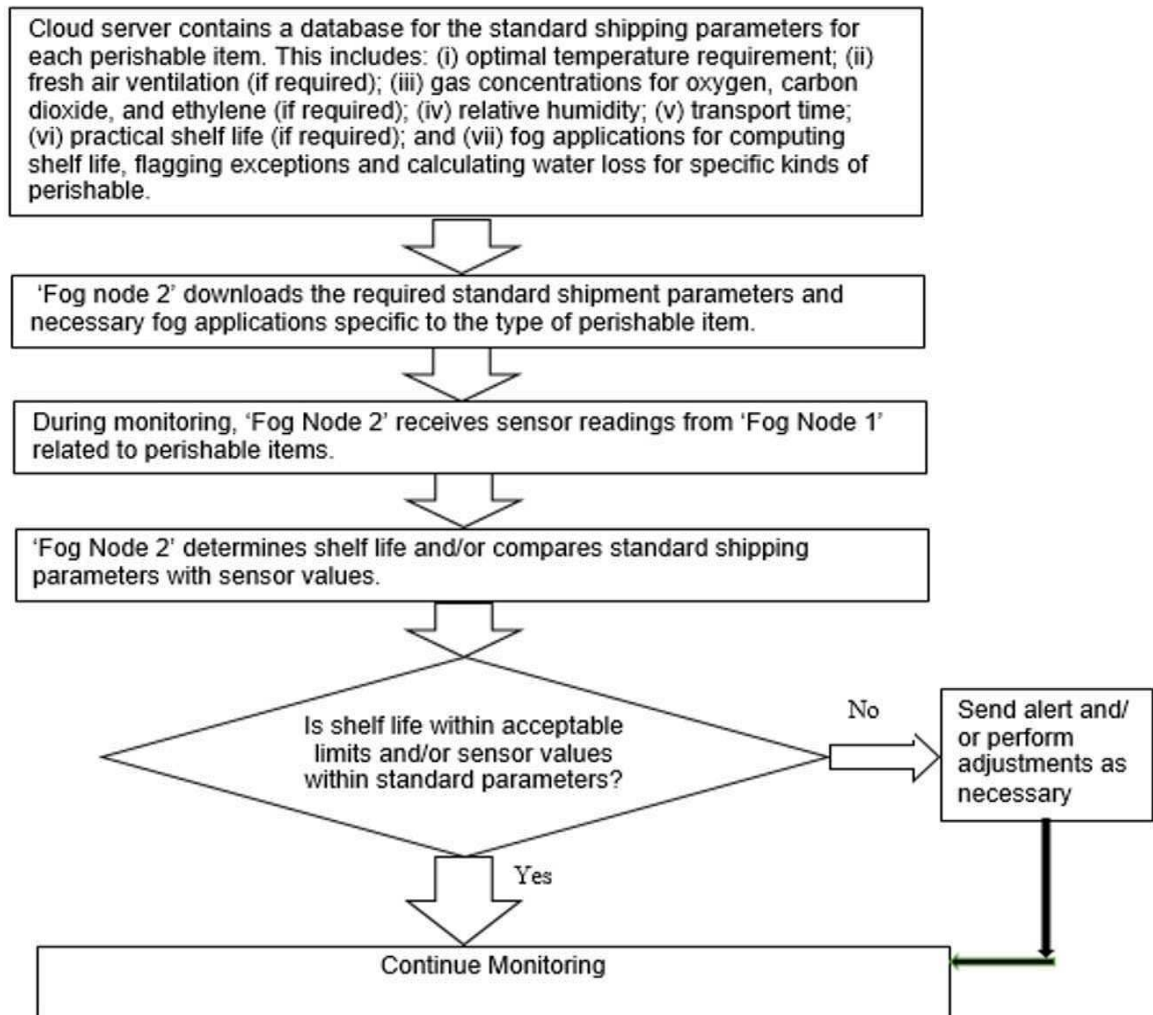 Cloud server contains a database for the standard shipping parameters for
each perishable item. This includes: (i) optimal temperature requirement; (ii)
fresh air ventilation (if required); (iii) gas concentrations for oxygen, carbon
dioxide, and ethylene (if required); (iv) relative humidity; (v) transport time;
(vi) practical shelf life (if required); and (vii) fog applications for computing
shelf life, flagging exceptions and calculating water loss for specific kinds of
perishable.
‘Fog node 2’ downloads the required standard shipment parameters and
necessary fog applications specific to the type of perishable item.
During monitoring, ‘Fog Node 2’ receives sensor readings from ‘Fog Node 1’
related to perishable items.
‘Fog Node 2’ determines shelf life and/or compares standard shipping
parameters with sensor values.
Is shelf life within acceptable
limits and/or sensor values
within standard parameters?
No
Send alert and/
or perform
adjustments as
necessary
Yes
Continue Monitoring